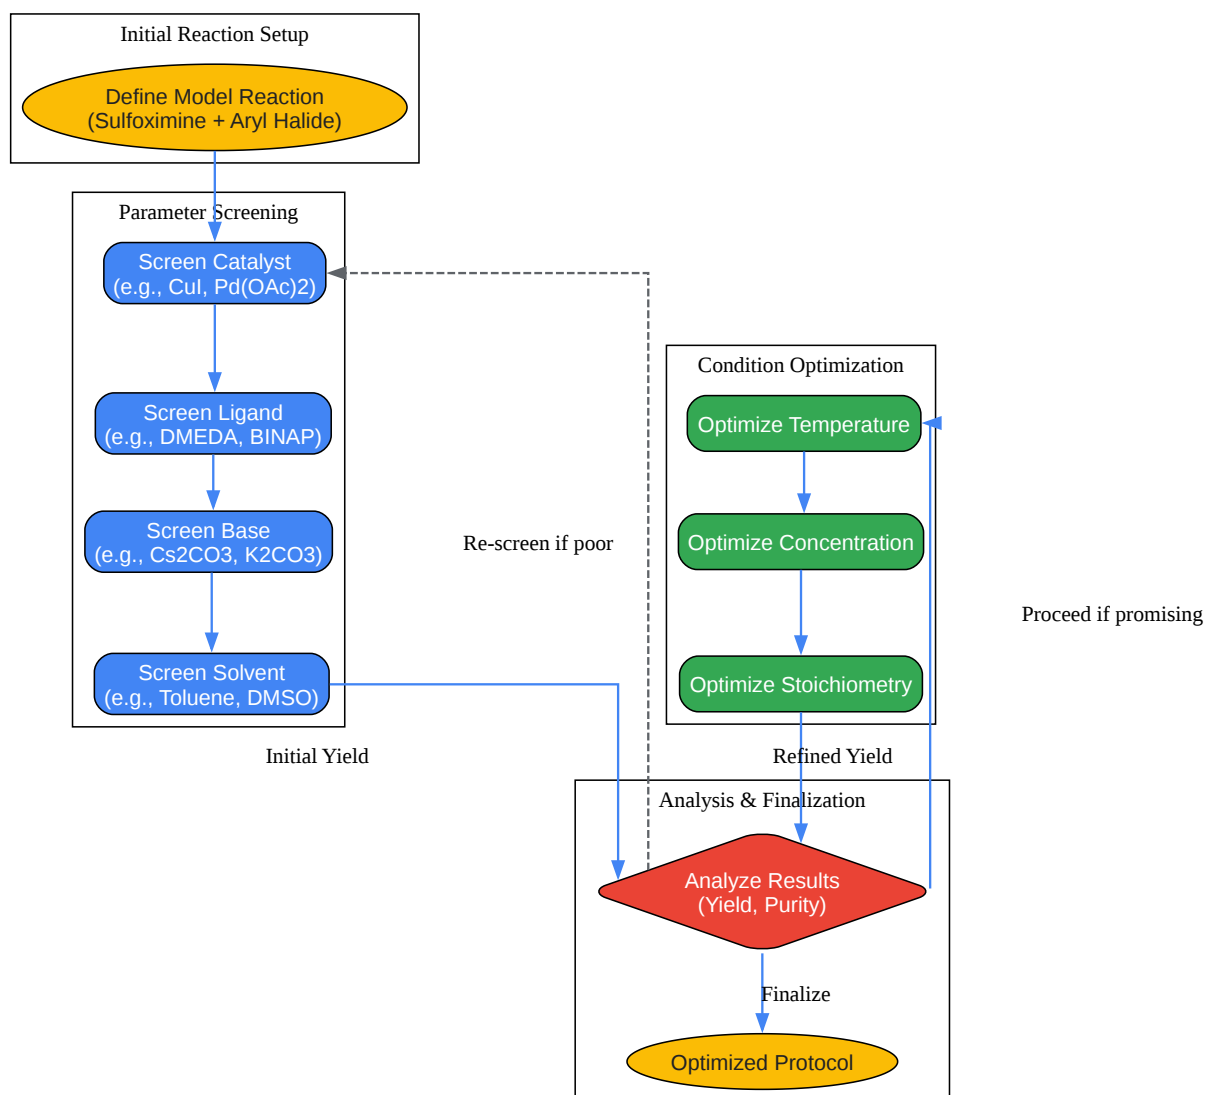 Initial Reaction Setup
Define Model Reaction
(Sulfoximine + Aryl Halide)
Parameter Screening
Screen Catalyst
(e.g., CuI, Pd(OAc)2)
Screen Ligand
(e.g., DMEDA, BINAP)
Screen Base
(e.g., Cs2CO3, K2CO3)
Screen Solvent
(e.g., Toluene, DMSO)
Initial Yield
Re-screen if poor
Condition Optimization
Optimize Temperature
Optimize Concentration
Optimize Stoichiometry
Proceed if promising
Refined Yield
Analysis & Finalization
Analyze Results
(Yield, Purity)
Finalize
Optimized Protocol